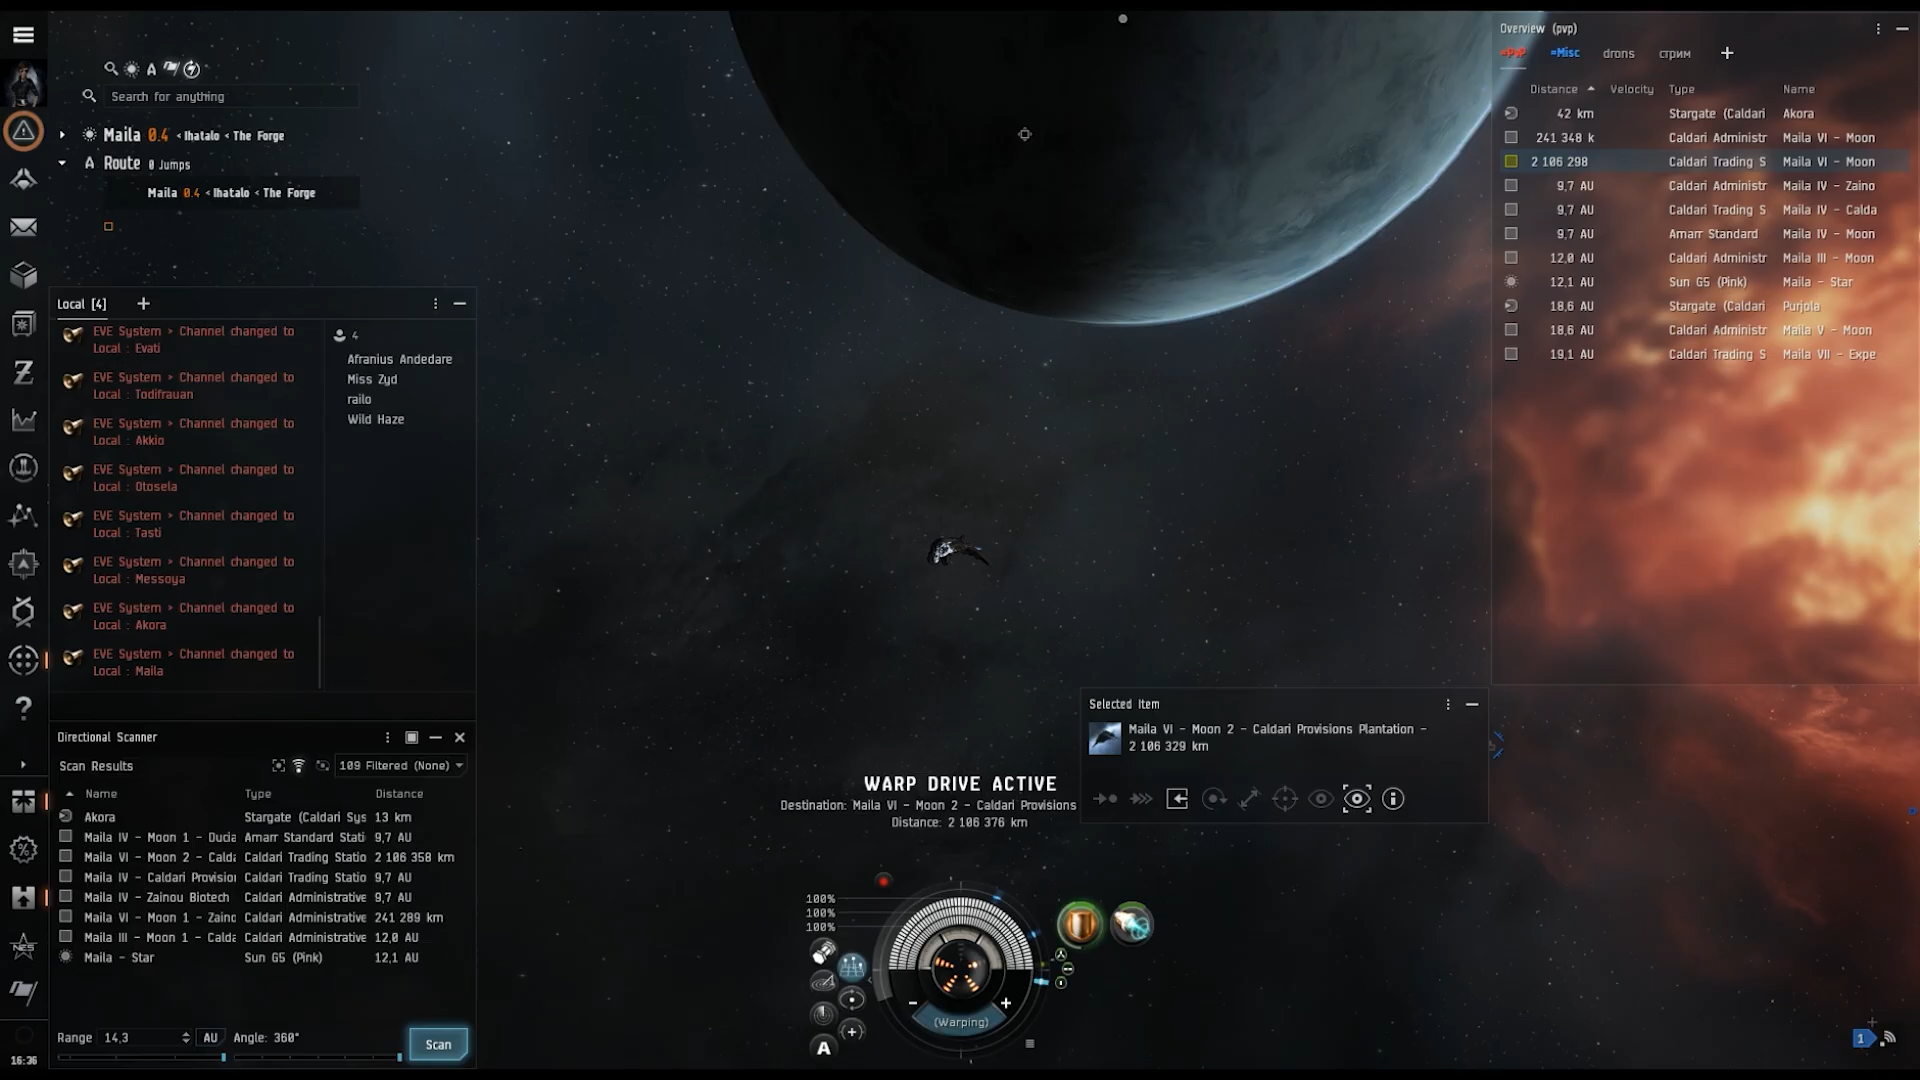 Search for anything
Maila 0.4 < Ihatalo < The Forge
A Route 0 Jumps
Maila 0.4 < Ihatalo < The Forge
Local [4]
EVE System > Channel changed to
Local : Evati
EVE System > Channel changed to
Local : Todifrauan
EVE System > Channel changed to
Local : Akkio
EVE System > Channel changed to
Local : Otosela
EVE System > Channel changed to
Local : Tasti
EVE System > Channel changed to
Local : Messoya
EVE System > Channel changed to
Local : Akora
EVE System > Channel changed to
Local : Maila
4
Afranius Andedare
Miss Zyd
railo
Wild Haze
Directional Scanner
Scan Results
109 Filtered (None)
Name Type Distance
Akora Stargate (Caldari Sys 13 km
Maila IV - Moon 1 - Ducia Amarr Standard Stati 9,7 AU
Maila VI - Moon 2 - Calda Caldari Trading Statio 2 106 358 km
Maila IV - Caldari Provision Caldari Trading Statio 9,7 AU
Maila IV - Zainou Biotech Caldari Administrative 9,7 AU
Maila VI - Moon 1 - Zaino Caldari Administrative 241 289 km
Maila III - Moon 1 - Calda Caldari Administrative 12,0 AU
Maila - Star Sun G5 (Pink) 12,1 AU
Range 14,3 AU Angle: 360°
Scan
16:36
WARP DRIVE ACTIVE
Destination: Maila VI - Moon 2 - Caldari Provisions
Distance: 2 106 376 km
100%
100%
100%
(Warping)
A
Selected Item
Maila VI - Moon 2 - Caldari Provisions Plantation -
2 106 329 km
Overview (pvp)
=PvP =Misc drons стрим
Distance Velocity Type Name
42 km Stargate (Caldari Akora
241 348 k Caldari Administr Maila VI - Moon
2 106 298 Caldari Trading S Maila VI - Moon
9,7 AU Caldari Administr Maila IV - Zaino
9,7 AU Caldari Trading S Maila IV - Calda
9,7 AU Amarr Standard Maila IV - Moon
12,0 AU Caldari Administr Maila III - Moon
12,1 AU Sun G5 (Pink) Maila - Star
18,6 AU Stargate (Caldari Purjola
18,6 AU Caldari Administr Maila V - Moon
19,1 AU Caldari Trading S Maila VII - Expe
1